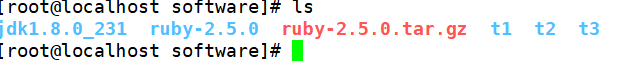 [root@localhost software]# ls
jdk1.8.0_231 ruby-2.5.0 ruby-2.5.0.tar.gz t1 t2 t3
[root@localhost software]#